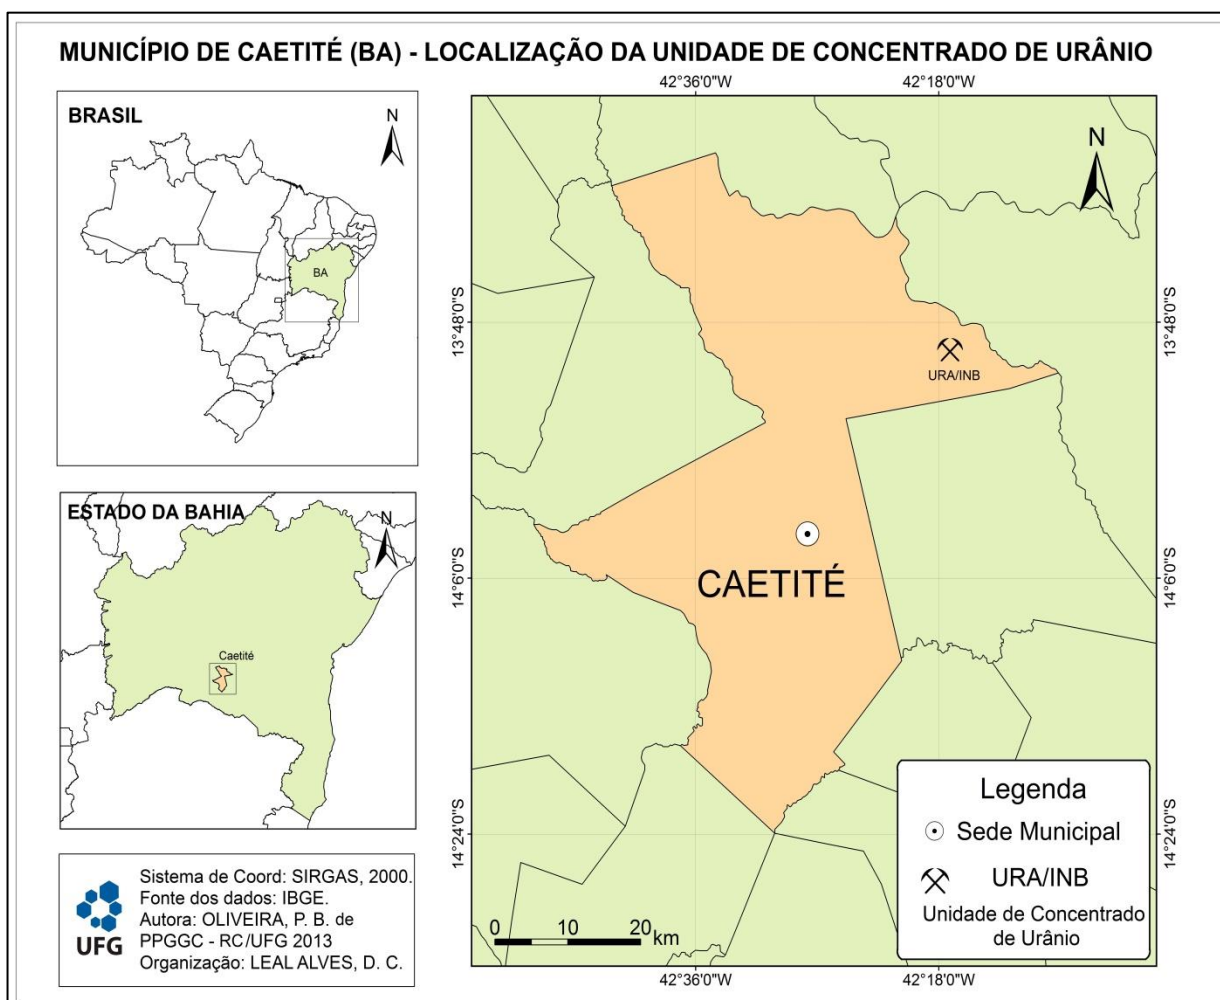 MUNICÍPIO DE CAETITÉ (BA) - LOCALIZAÇÃO DA UNIDADE DE CONCENTRADO DE URÂNIO
BRASIL
N
BA
ESTADO DA BAHIA
N
Caetité
Sistema de Coord: SIRGAS, 2000.
Fonte dos dados: IBGE.
Autora: OLIVEIRA, P. B. de
PPGGC - RC/UFG 2013
Organização: LEAL ALVES, D. C.
UFG
42°36'0"W
42°18'0"W
N
13°48'0"S
13°48'0"S
URA/INB
14°6'0"S
14°6'0"S
CAETITÉ
14°24'0"S
14°24'0"S
Legenda
Sede Municipal
URA/INB
Unidade de Concentrado
de Urânio
0 10 20
km
42°36'0"W
42°18'0"W